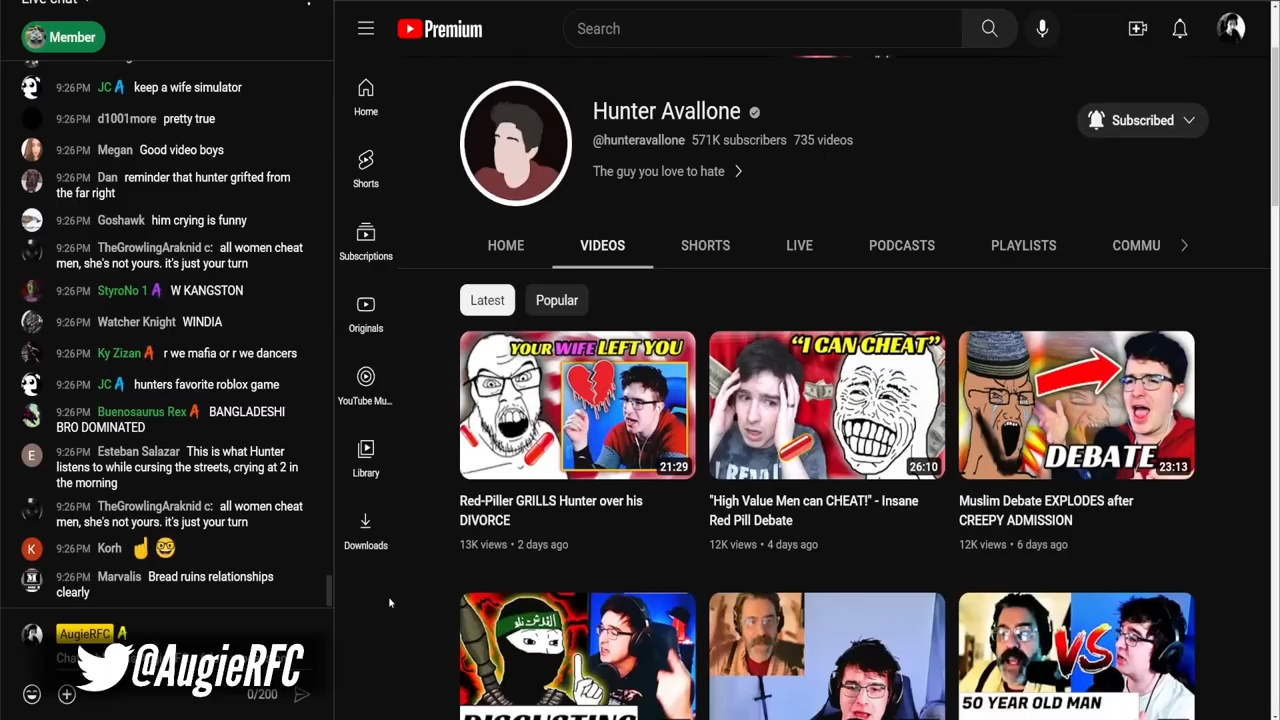 Live chat
Member
9:26PM JC keep a wife simulator
9:26PM d1001more pretty true
9:26PM Megan Good video boys
9:26PM Dan reminder that hunter grifted from
the far right
9:26PM Goshawk him crying is funny
9:26PM TheGrowlingAraknid c: all women cheat
men, she's not yours. it's just your turn
9:26PM StyroNo 1 W KANGSTON
9:26PM Watcher Knight WINDIA
9:26PM Ky Zizan r we mafia or r we dancers
9:26PM JC hunters favorite roblox game
9:26PM Buenosaurus Rex BANGLADESHI
BRO DOMINATED
E 9:26PM Esteban Salazar This is what Hunter
listens to while cursing the streets, crying at 2 in
the morning
9:26PM TheGrowlingAraknid c: all women cheat
men, she's not yours. it's just your turn
K 9:26PM Korh ☝️🤓
9:26PM Marvalis Bread ruins relationships
clearly
AugieRFC
@AugieRFC
0/200
Premium
Search
Home
Shorts
Subscriptions
Originals
YouTube Mu...
Library
Downloads
Hunter Avallone
@hunteravallone 571K subscribers 735 videos
The guy you love to hate
Subscribed
HOME VIDEOS SHORTS LIVE PODCASTS PLAYLISTS COMMU
Latest Popular
YOUR WIFE LEFT YOU
21:29
Red-Piller GRILLS Hunter over his
DIVORCE
13K views • 2 days ago
"I CAN CHEAT"
26:10
"High Value Men can CHEAT!" - Insane
Red Pill Debate
12K views • 4 days ago
DEBATE
23:13
Muslim Debate EXPLODES after
CREEPY ADMISSION
12K views • 6 days ago
DISGUSTING
VS
50 YEAR OLD MAN